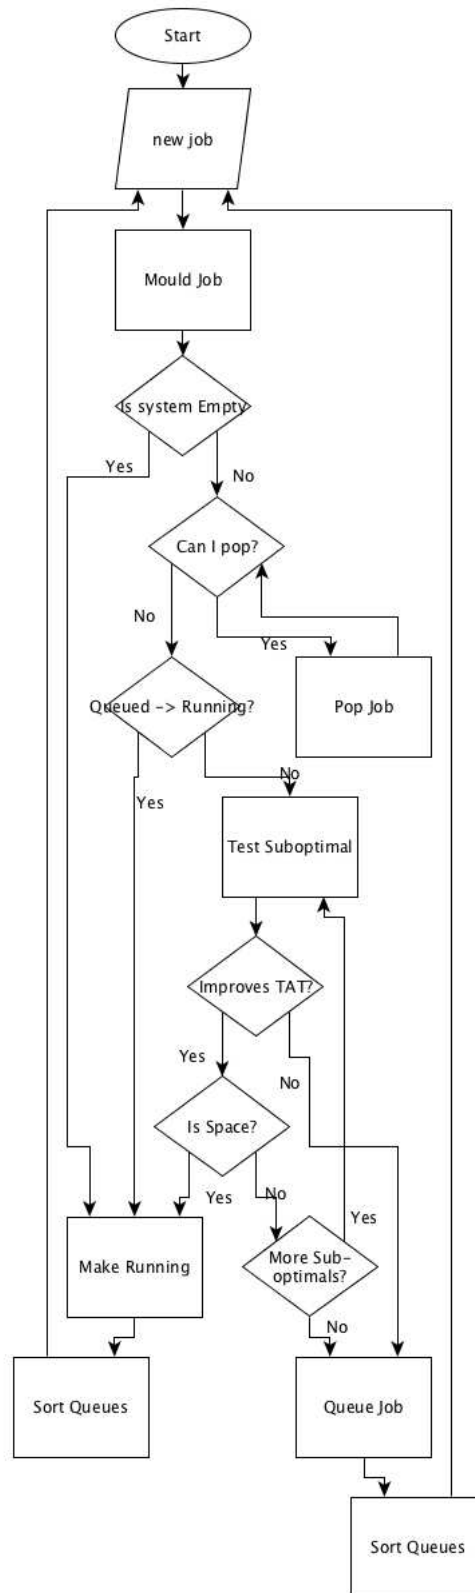 Start
new job
Mould Job
Is system Empty
Yes
No
Can I pop?
No
Yes
Queued -> Running?
Pop Job
No
Yes
Test Suboptimal
Improves TAT?
Yes
No
Is Space?
Yes
No
Yes
Make Running
More Sub-
optimals?
No
Sort Queues
Queue Job
Sort Queues